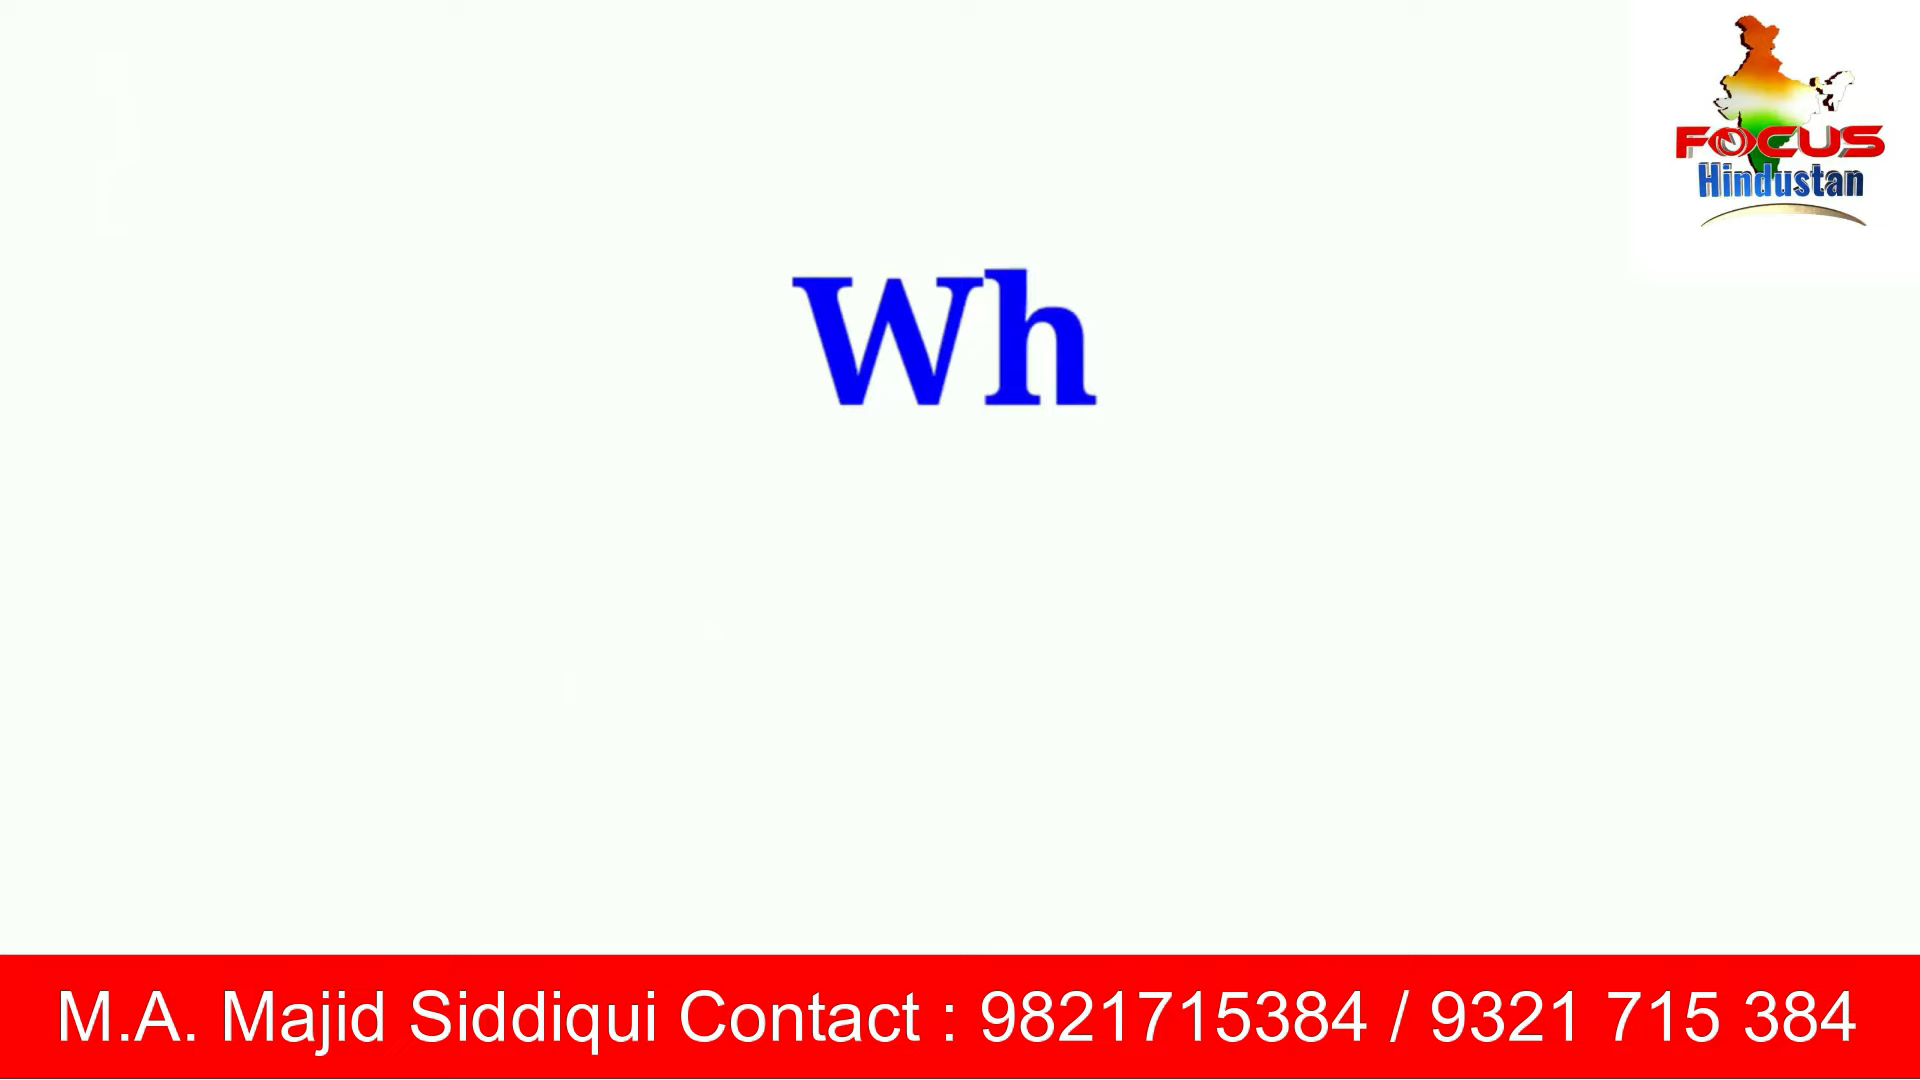 FOCUS
Hindustan
Wh
M.A. Majid Siddiqui Contact : 9821715384 / 9321 715 384